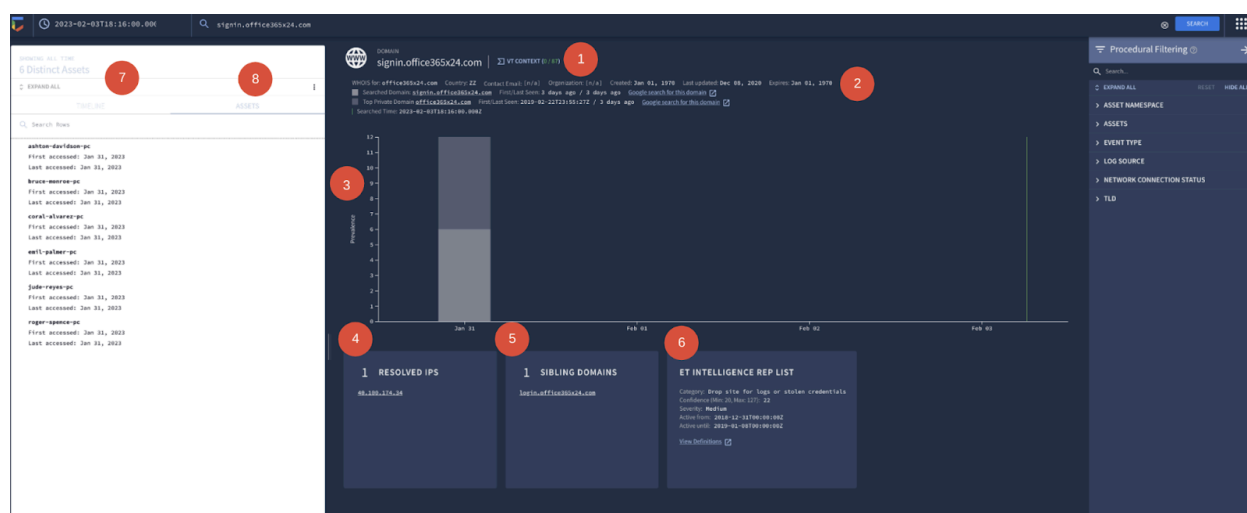 2023-02-03T18:16:00.00(
signin.office365x24.com
SEARCH
SHOWING ALL TIME
6 Distinct Assets
7
8
EXPAND ALL
TIMELINE
ASSETS
Search Rows
ashton-davidson-pc
First accessed: Jan 31, 2023
Last accessed: Jan 31, 2023
bruce-monroe-pc
First accessed: Jan 31, 2023
Last accessed: Jan 31, 2023
coral-alvarez-pc
First accessed: Jan 31, 2023
Last accessed: Jan 31, 2023
emil-palmer-pc
First accessed: Jan 31, 2023
Last accessed: Jan 31, 2023
jude-reyes-pc
First accessed: Jan 31, 2023
Last accessed: Jan 31, 2023
roger-spence-pc
First accessed: Jan 31, 2023
Last accessed: Jan 31, 2023
WWW
DOMAIN
signin.office365x24.com
VT CONTEXT
1
WHOIS for: office365x24.com Country: ZZ Contact Email: (n/a) Organization: (n/a) Created: Jan 01, 1970 Last updated: Dec 08, 2020 Expires: Jan 01, 1970
2
Searched Domain: signin.office365x24.com First/Last Seen: 3 days ago / 3 days ago Google search for this domain
Top Private Domain office365x24.com First/Last Seen: 2019-02-22T23:55:27Z / 3 days ago Google search for this domain
Searched Time: 2023-02-03T18:16:00.000Z
3
Prevalence
12
11
10
9
8
7
6
5
4
3
2
1
0
Jan 31
Feb 01
Feb 02
Feb 03
4
1 RESOLVED IPS
40.100.174.34
5
1 SIBLING DOMAINS
login.office365x24.com
6
ET INTELLIGENCE REP LIST
Category: Drop site for logs or stolen credentials
Confidence (Min: 20, Max: 127): 22
Severity: Medium
Active from: 2018-12-31T00:00:00Z
Active until: 2019-01-08T00:00:00Z
View Definitions
Procedural Filtering
Search...
EXPAND ALL
ASSET
HIDE ALL
ASSET NAMESPACE
ASSETS
EVENT TYPE
LOG SOURCE
NETWORK CONNECTION STATUS
TLD